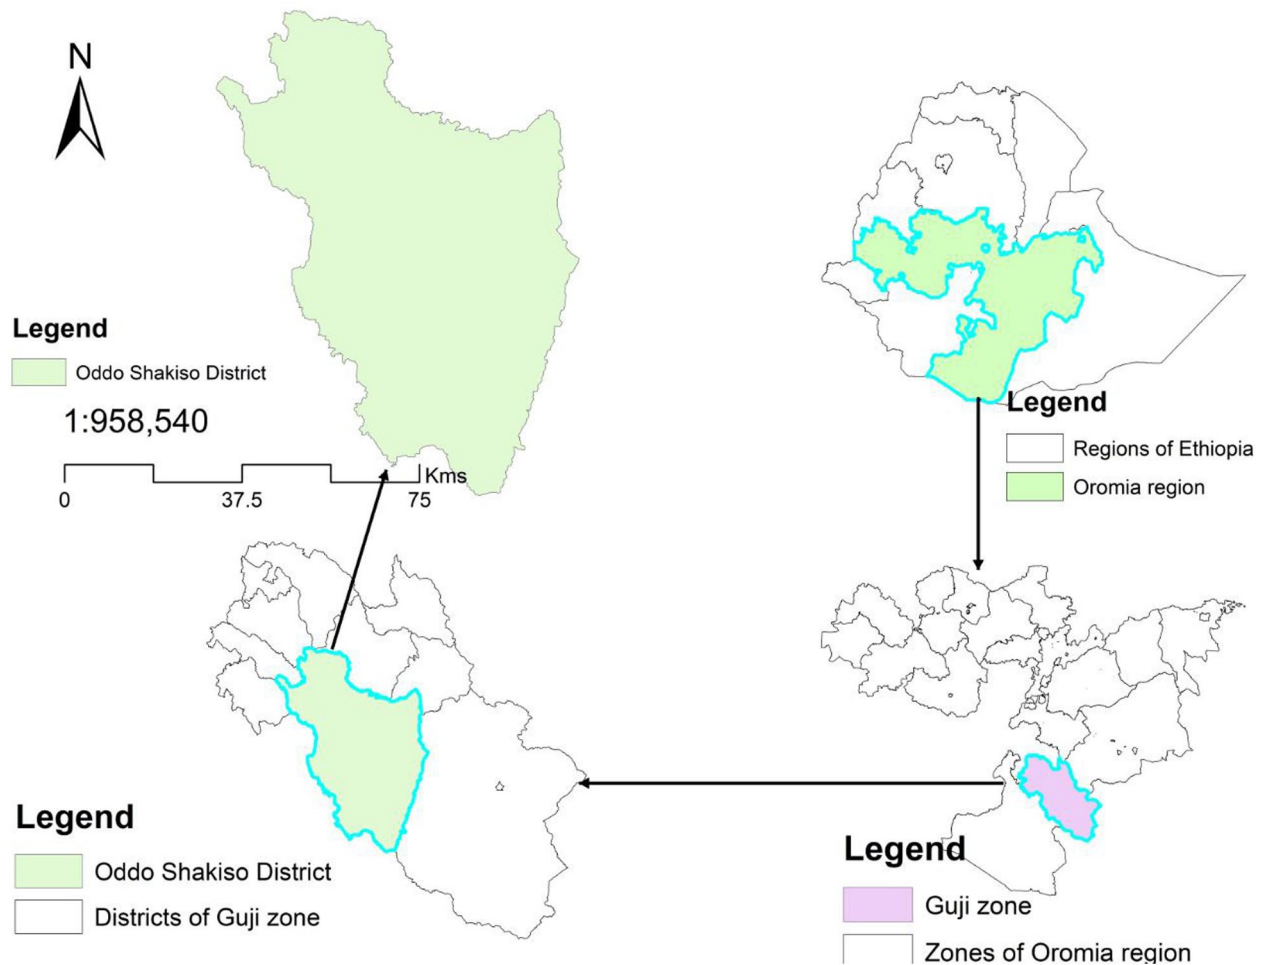 N
Legend
Oddo Shakiso District
1:958,540
Kms
0 37.5 75
Legend
Regions of Ethiopia
Oromia region
Legend
Oddo Shakiso District
Districts of Guji zone
Legend
Guji zone
Zones of Oromia region